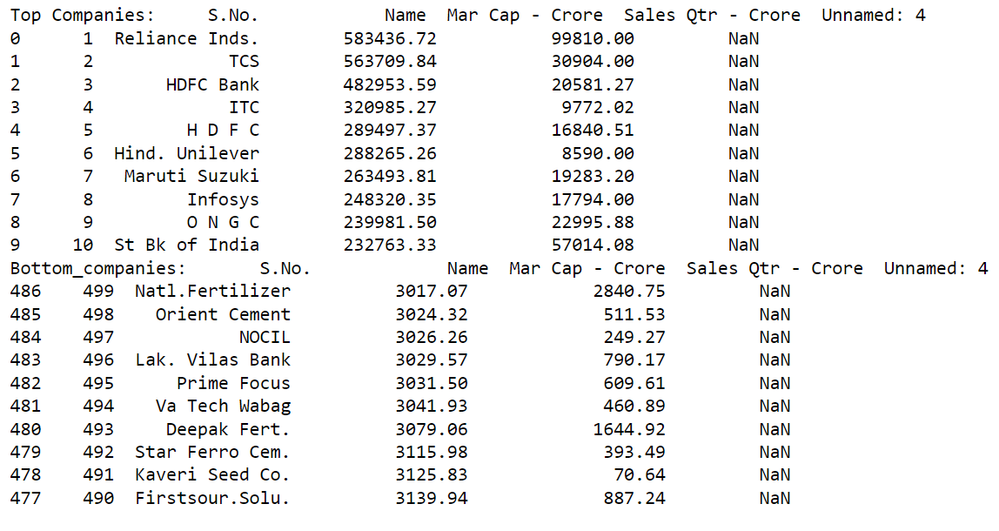 Top Companies:     S.No.            Name  Mar Cap - Crore  Sales Qtr - Crore  Unnamed: 4
0      1  Reliance Inds.        583436.72           99810.00         NaN
1      2             TCS        563709.84           30904.00         NaN
2      3       HDFC Bank        482953.59           20581.27         NaN
3      4             ITC        320985.27            9772.02         NaN
4      5         H D F C        289497.37           16840.51         NaN
5      6  Hind. Unilever        288265.26            8590.00         NaN
6      7   Maruti Suzuki        263493.81           19283.20         NaN
7      8         Infosys        248320.35           17794.00         NaN
8      9         O N G C        239981.50           22995.88         NaN
9     10  St Bk of India        232763.33           57014.08         NaN
Bottom_companies:       S.No.             Name  Mar Cap - Crore  Sales Qtr - Crore  Unnamed: 4
486    499  Natl.Fertilizer          3017.07            2840.75         NaN
485    498    Orient Cement          3024.32             511.53         NaN
484    497            NOCIL          3026.26             249.27         NaN
483    496  Lak. Vilas Bank          3029.57             790.17         NaN
482    495      Prime Focus          3031.50             609.61         NaN
481    494    Va Tech Wabag          3041.93             460.89         NaN
480    493     Deepak Fert.          3079.06            1644.92         NaN
479    492  Star Ferro Cem.          3115.98             393.49         NaN
478    491  Kaveri Seed Co.          3125.83              70.64         NaN
477    490  Firstsour.Solu.          3139.94             887.24         NaN